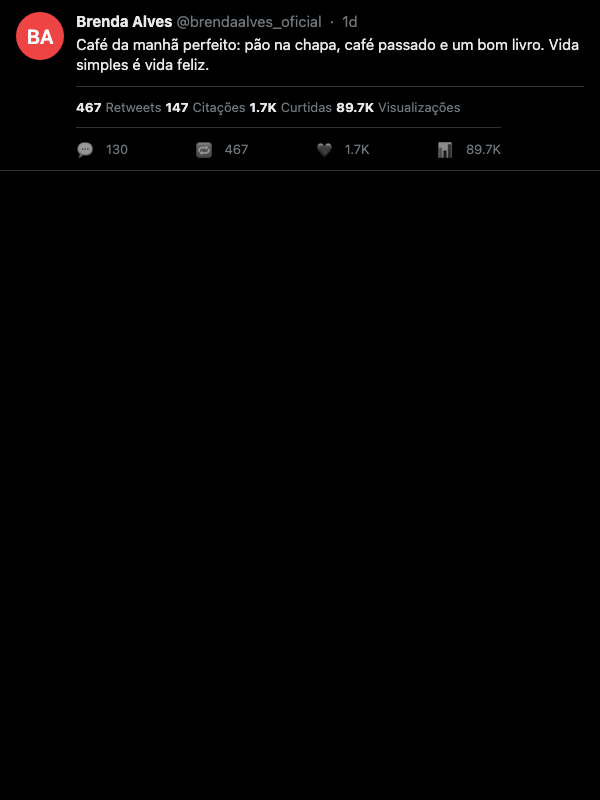 BA
Brenda Alves @brendaalves_oficial · 1d
Café da manhã perfeito: pão na chapa, café passado e um bom livro. Vida
simples é vida feliz.
467 Retweets 147 Citações 1.7K Curtidas 89.7K Visualizações
130 467 1.7K 89.7K